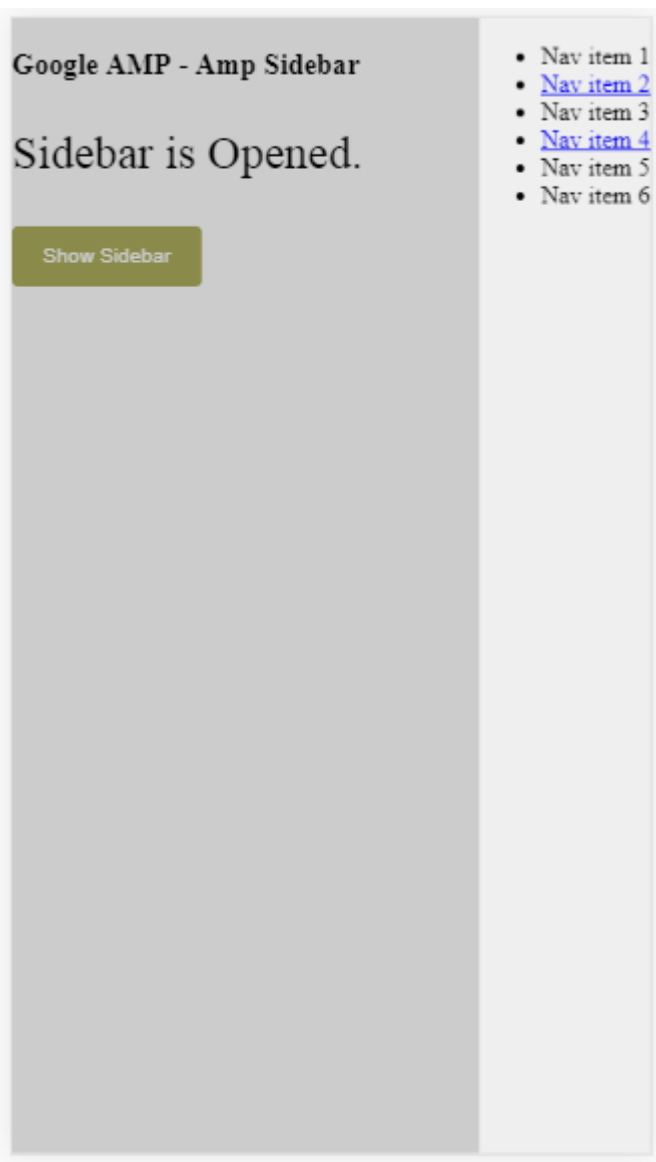 Google AMP - Amp Sidebar
Sidebar is Opened.
Show Sidebar
Nav item 1
Nav item 2
Nav item 3
Nav item 4
Nav item 5
Nav item 6